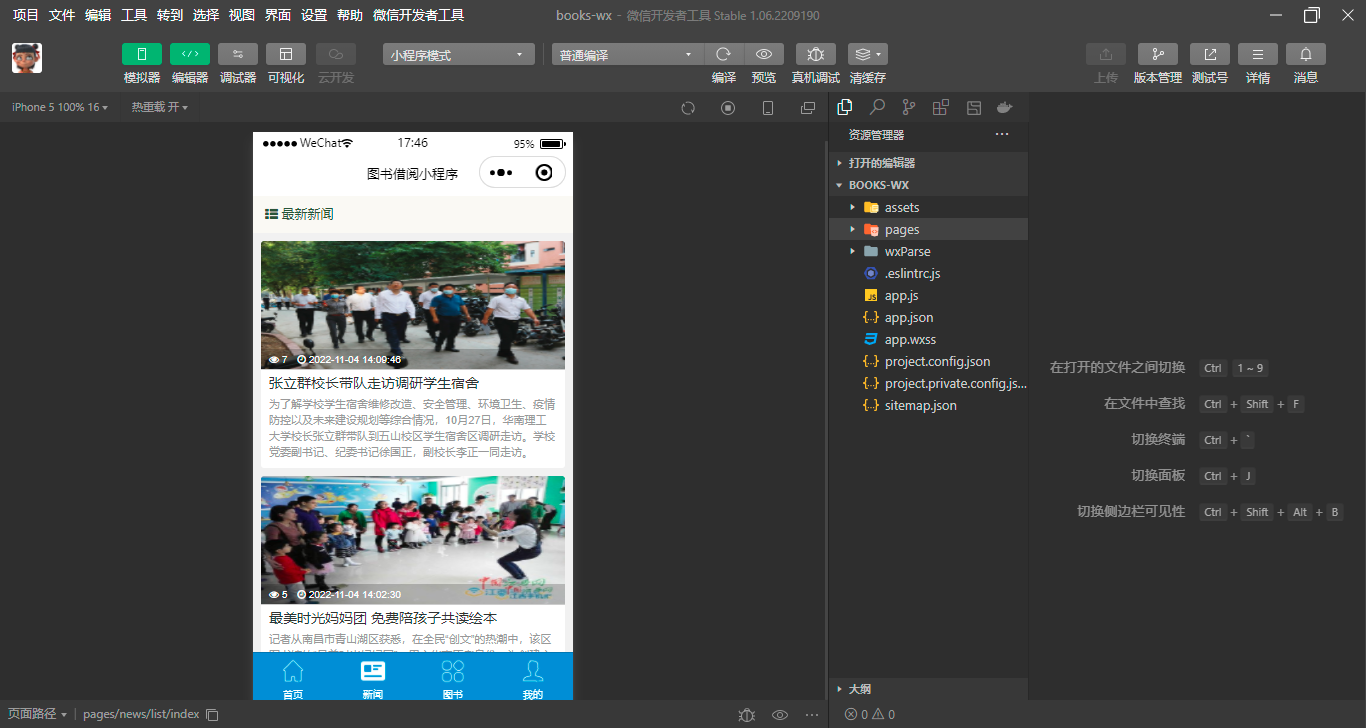 项目 文件 编辑 工具 转到 选择 视图 界面 设置 帮助 微信开发者工具
books-wx - 微信开发者工具 Stable 1.06.2209190
模拟器 编辑器 调试器 可视化 云开发
小程序模式
普通编译
编译 预览 真机调试 清缓存
上传 版本管理 测试号 详情 消息
iPhone 5 100% 16
热重载 开
WeChat
17:46
95%
图书借阅小程序
最新新闻
7 2022-11-04 14:09:46
张立群校长带队走访调研学生宿舍
为了解学校学生宿舍维修改造、安全管理、环境卫生、疫情
防控以及未来建设规划等综合情况，10月27日，华南理工
大学校长张立群带队到五山校区学生宿舍区调研走访。学校
党委副书记、纪委书记徐国正，副校长李正一同走访。
5 2022-11-04 14:02:30
最美时光妈妈团 免费陪孩子共读绘本
记者从南昌市青山湖区获悉，在全民“创文”的热潮中，该区
首页 新闻 图书 我的
页面路径
pages/news/list/index
资源管理器
打开的编辑器
BOOKS-WX
assets
pages
wxParse
.eslintrc.js
app.js
app.json
app.wxss
project.config.json
project.private.config.js...
sitemap.json
大纲
0 0
在打开的文件之间切换 Ctrl 1 ~ 9
在文件中查找 Ctrl + Shift + F
切换终端 Ctrl + `
切换面板 Ctrl + J
切换侧边栏可见性 Ctrl + Shift + Alt + B